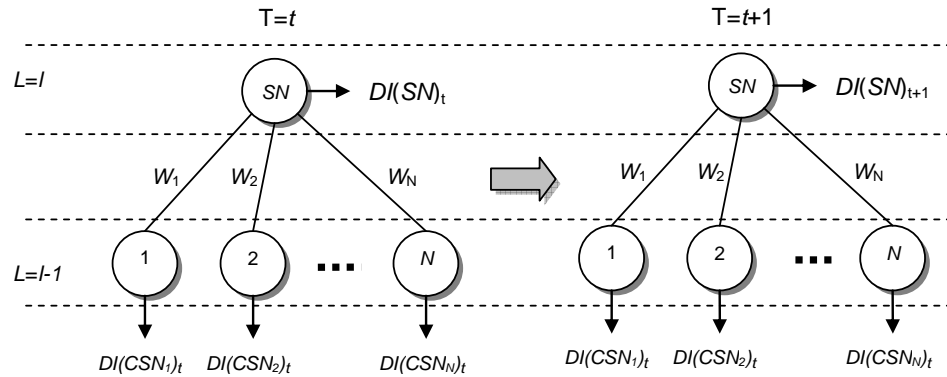 T=t T=t+1
L=l SN DI(SN)t SN DI(SN)t+1
W1 W2 WN W1 W2 WN
L=l-1 1 2 N 1 2 N
DI(CSN1)t DI(CSN2)t DI(CSNN)t DI(CSN1)t DI(CSN2)t DI(CSNN)t